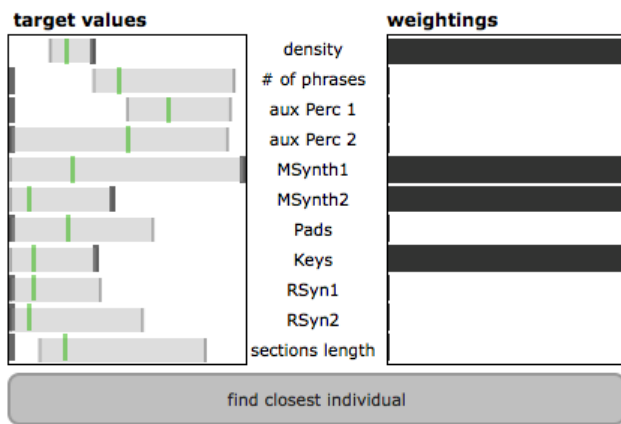 target values
weightings
density
# of phrases
aux Perc 1
aux Perc 2
MSynth1
MSynth2
Pads
Keys
RSyn1
RSyn2
sections length
find closest individual